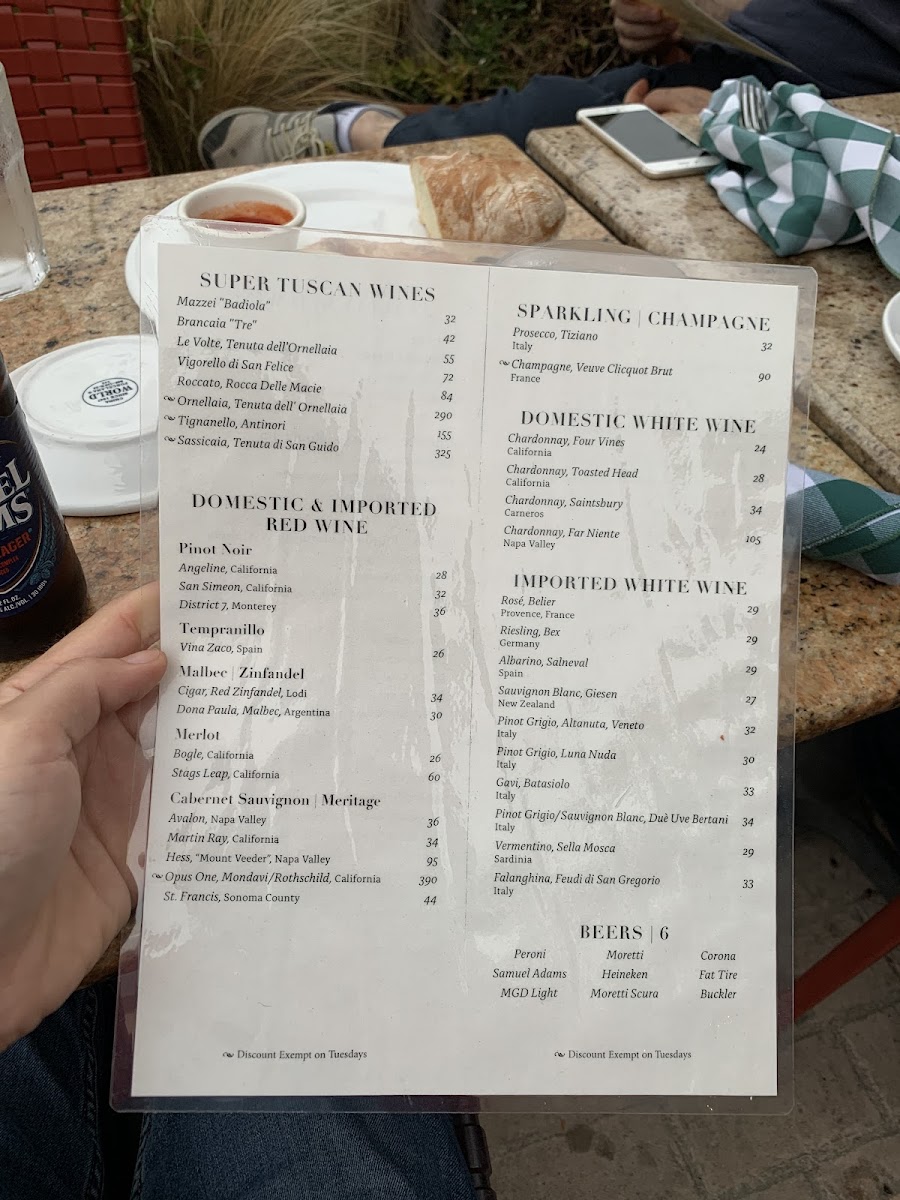 SUPER TUSCAN WINES
Mazzei "Badiola" 32
Brancaia "Tre" 42
Le Volte, Tenuta dell'Ornellaia 55
Vigorello di San Felice 72
Roccato, Rocca Delle Macie 84
Ornellaia, Tenuta dell' Ornellaia 290
Tignanello, Antinori 155
Sassicaia, Tenuta di San Guido 325
DOMESTIC & IMPORTED
RED WINE
Pinot Noir
Angeline, California 28
San Simeon, California 32
District 7, Monterey 36
Tempranillo
Vina Zaco, Spain 26
Malbec | Zinfandel
Cigar, Red Zinfandel, Lodi 34
Dona Paula, Malbec, Argentina 30
Merlot
Bogle, California 26
Stags Leap, California 60
Cabernet Sauvignon | Meritage
Avalon, Napa Valley 36
Martin Ray, California 34
Hess, "Mount Veeder", Napa Valley 95
Opus One, Mondavi/Rothschild, California 390
St. Francis, Sonoma County 44
Discount Exempt on Tuesdays
SPARKLING | CHAMPAGNE
Prosecco, Tiziano 32
Italy
Champagne, Veuve Clicquot Brut 90
France
DOMESTIC WHITE WINE
Chardonnay, Four Vines 24
California
Chardonnay, Toasted Head 28
California
Chardonnay, Saintsbury 34
Carneros
Chardonnay, Far Niente 105
Napa Valley
IMPORTED WHITE WINE
Rosé, Belier 29
Provence, France
Riesling, Bex 29
Germany
Albarino, Salneval 29
Spain
Sauvignon Blanc, Giesen 27
New Zealand
Pinot Grigio, Altanuta, Veneto 32
Italy
Pinot Grigio, Luna Nuda 30
Italy
Gavi, Batasiolo 33
Italy
Pinot Grigio/Sauvignon Blanc, Duè Uve Bertani 34
Italy
Vermentino, Sella Mosca 29
Sardinia
Falanghina, Feudi di San Gregorio 33
Italy
BEERS | 6
Peroni Moretti Corona
Samuel Adams Heineken Fat Tire
MGD Light Moretti Scura Buckler
Discount Exempt on Tuesdays
WORLD